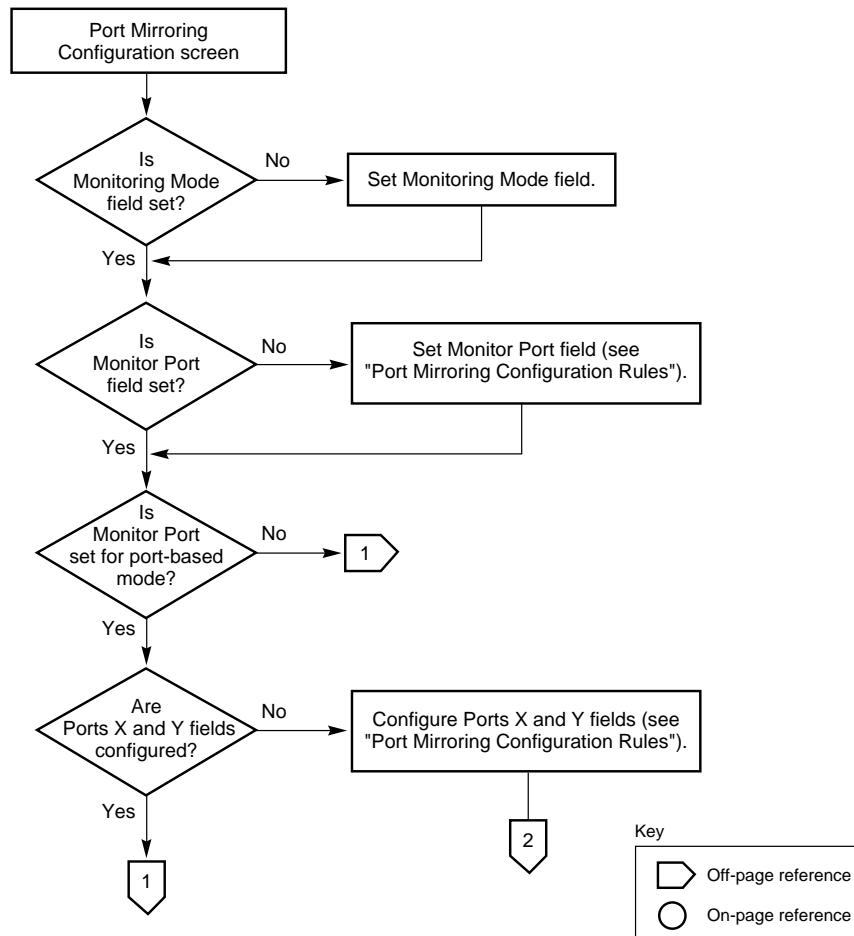 Port Mirroring
Configuration screen
Is
Monitoring Mode
field set?
No
Set Monitoring Mode field.
Yes
Is
Monitor Port
field set?
No
Set Monitor Port field (see
"Port Mirroring Configuration Rules").
Yes
Is
Monitor Port
set for port-based
mode?
No
1
Yes
Are
Ports X and Y fields
configured?
No
Configure Ports X and Y fields (see
"Port Mirroring Configuration Rules").
Yes
1
2
Key
Off-page reference
On-page reference